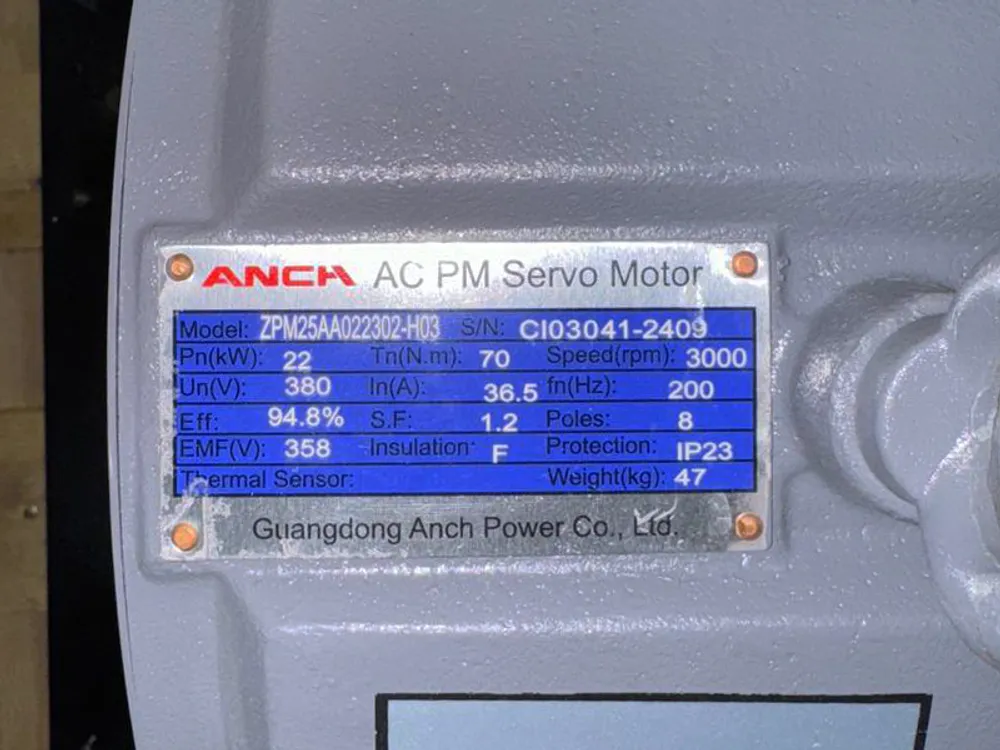 ANCH AC PM Servo Motor
Model: ZPM25AA022302-H03 S/N: CI03041-2409
Pn(kW): 22 Tn(N.m): 70 Speed(rpm): 3000
Un(V): 380 In(A): 36.5 fn(Hz): 200
Eff: 94.8% S.F: 1.2 Poles: 8
EMF(V): 358 Insulation: F Protection: IP23
Thermal Sensor: Weight(kg): 47
Guangdong Anch Power Co., Ltd.